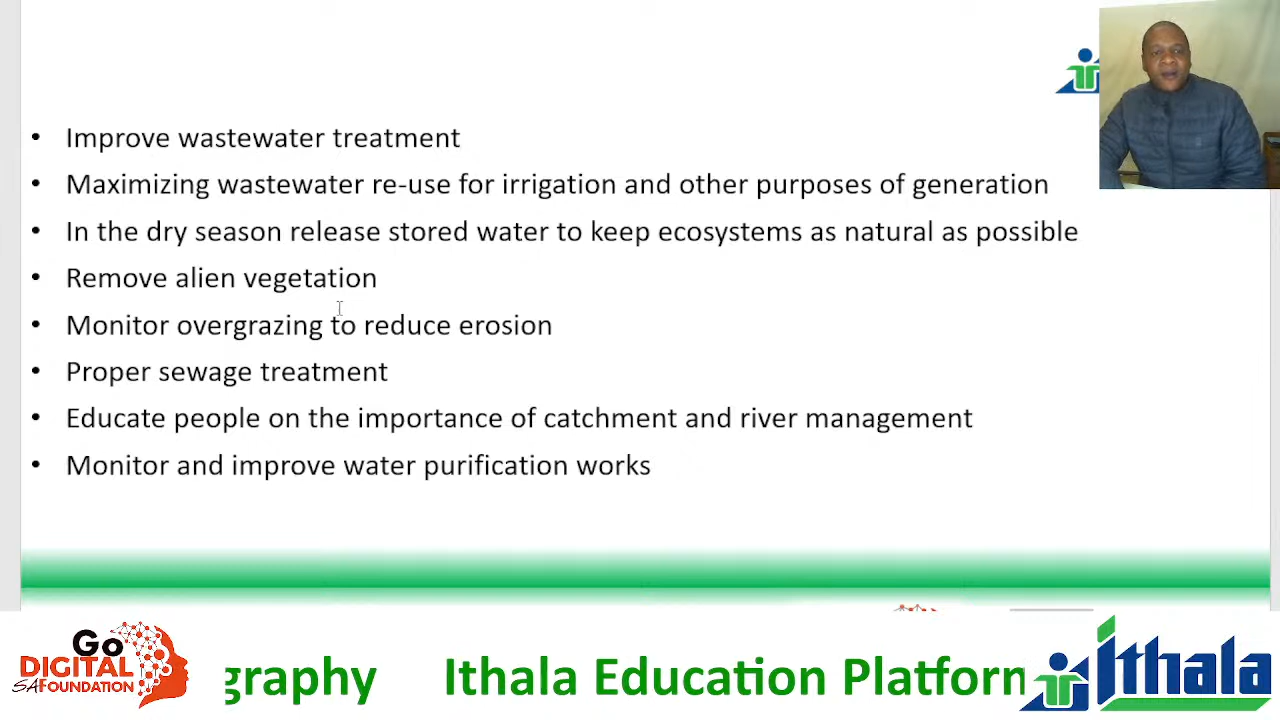 • Improve wastewater treatment
• Maximizing wastewater re-use for irrigation and other purposes of generation
• In the dry season release stored water to keep ecosystems as natural as possible
• Remove alien vegetation
• Monitor overgrazing to reduce erosion
• Proper sewage treatment
• Educate people on the importance of catchment and river management
• Monitor and improve water purification works
Go
DIGITAL
SA FOUNDATION
graphy Ithala Education Platform
Ithala